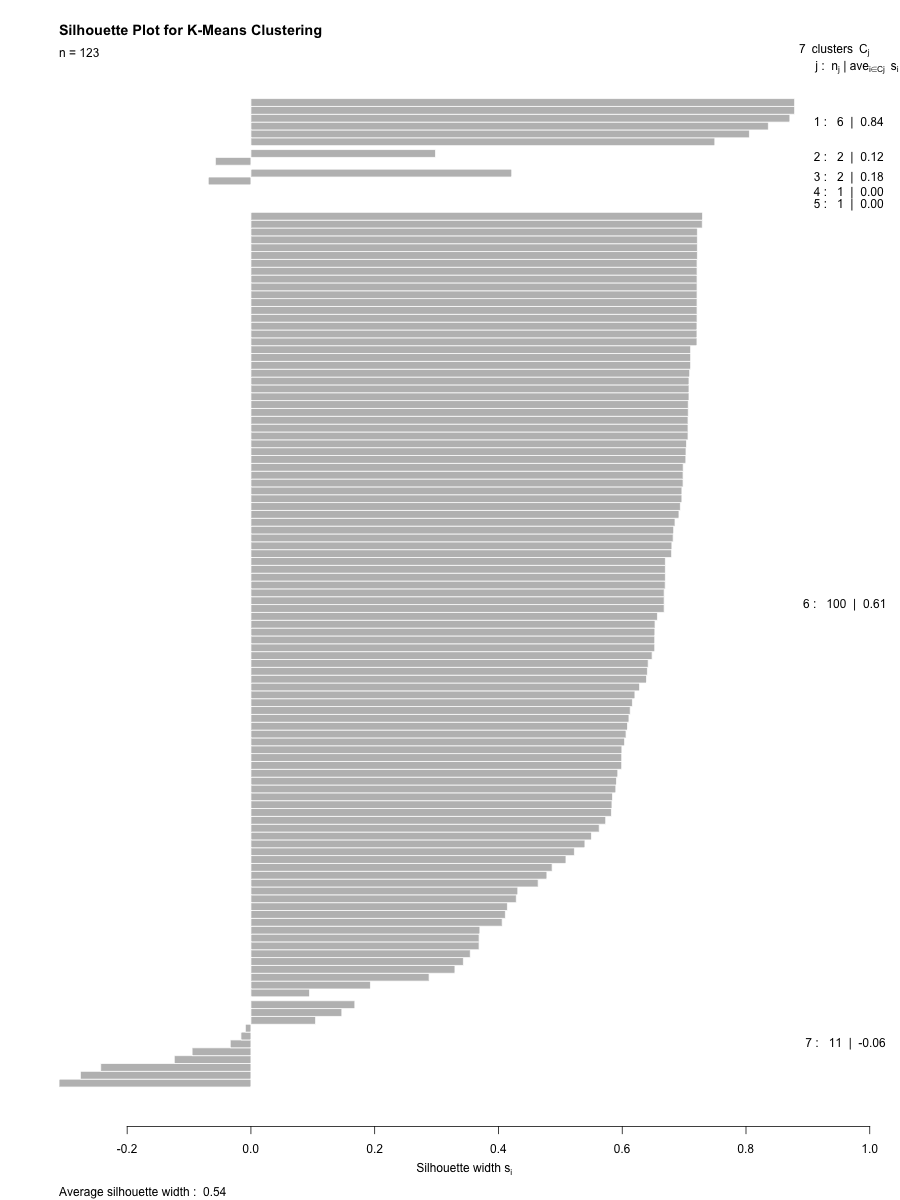 Silhouette Plot for K-Means Clustering
n = 123
7 clusters Cj
j : nj | avei∈Cj si
1 : 6 | 0.84
2 : 2 | 0.12
3 : 2 | 0.18
4 : 1 | 0.00
5 : 1 | 0.00
6 : 100 | 0.61
7 : 11 | -0.06
-0.2 0.0 0.2 0.4 0.6 0.8 1.0
Silhouette width si
Average silhouette width : 0.54